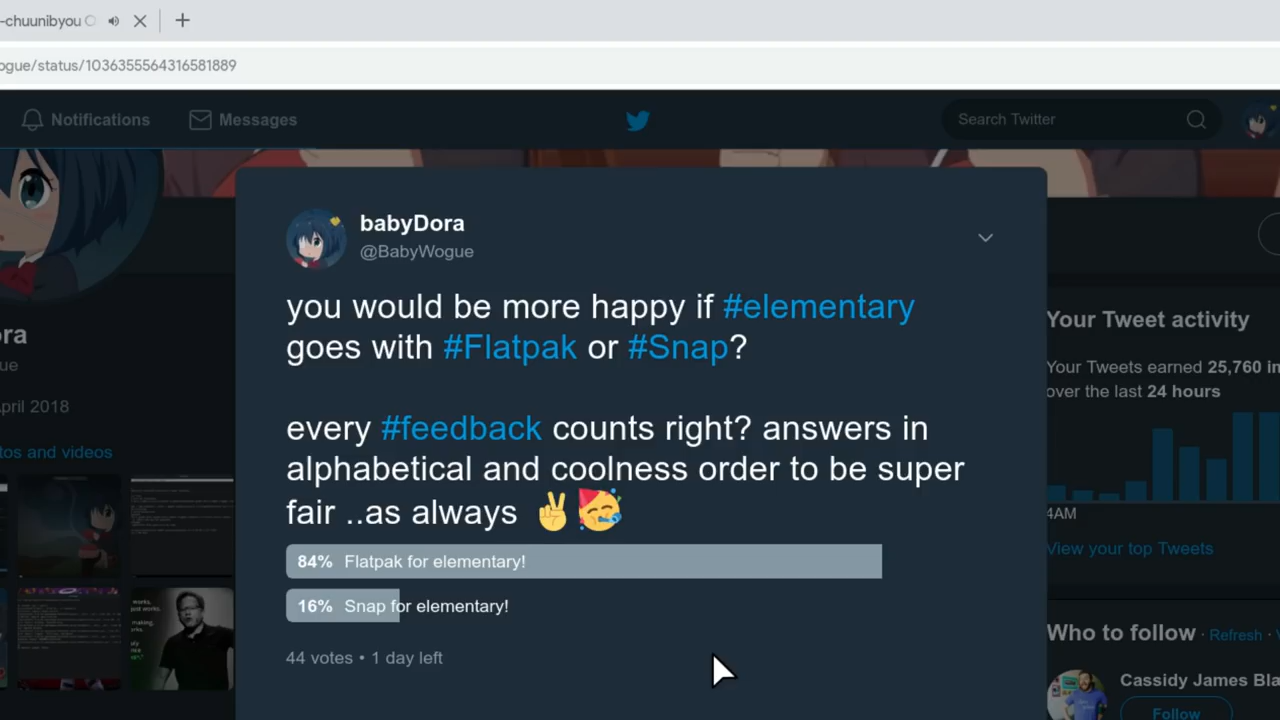 -chuunibyou
ogue/status/1036355564316581889
Notifications
Messages
Search Twitter
babyDora
@BabyWogue
you would be more happy if #elementary
goes with #Flatpak or #Snap?
every #feedback counts right? answers in
alphabetical and coolness order to be super
fair ..as always ✌️🥳
84% Flatpak for elementary!
16% Snap for elementary!
44 votes • 1 day left
ora
gue
April 2018
tos and videos
Your Tweet activity
Your Tweets earned 25,760 in
over the last 24 hours
4AM
View your top Tweets
Who to follow · Refresh ·
Cassidy James Bla
Follow